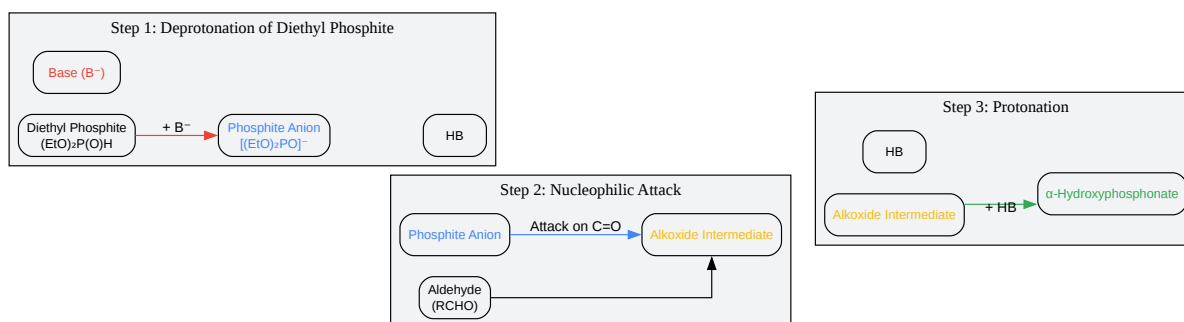 Step 1: Deprotonation of Diethyl Phosphite
Base (B⁻)
Diethyl Phosphite
(EtO)₂P(O)H
+ B⁻
Phosphite Anion
[(EtO)₂PO]⁻
HB
Step 2: Nucleophilic Attack
Phosphite Anion
Attack on C=O
Alkoxide Intermediate
Aldehyde
(RCHO)
Step 3: Protonation
HB
Alkoxide Intermediate
+ HB
α-Hydroxyphosphonate